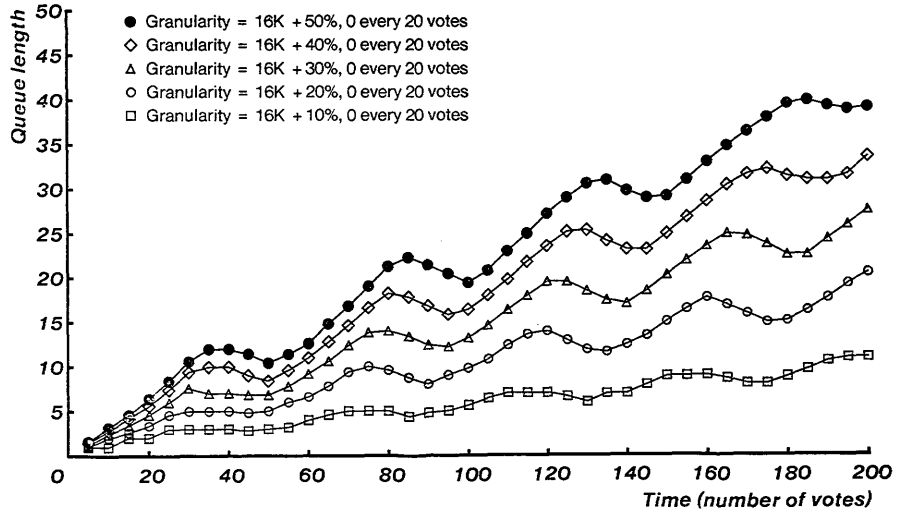 Queue length
50
45
40
35
30
25
20
15
10
5
Granularity = 16K +50%, 0 every 20 votes
Granularity = 16K +40%, 0 every 20 votes
Granularity = 16K +30%, 0 every 20 votes
Granularity = 16K +20%, 0 every 20 votes
Granularity = 16K +10%, 0 every 20 votes
0 20 40 60 80 100 120 140 160 180 200
Time (number of votes)